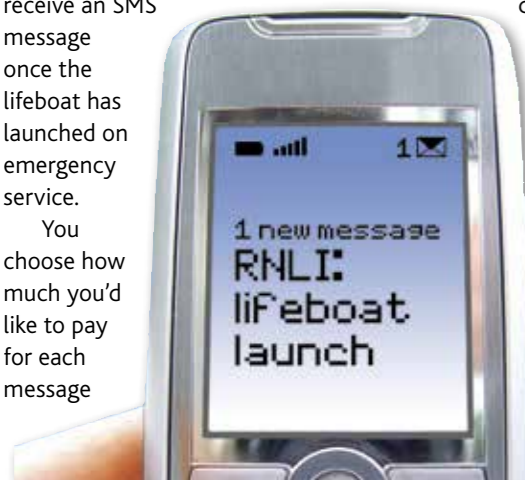 receive an SMS
message
once the
lifeboat has
launched on
emergency
service.
You
choose how
much you'd
like to pay
for each
message
1
1 new message
RNLI:
lifeboat
launch